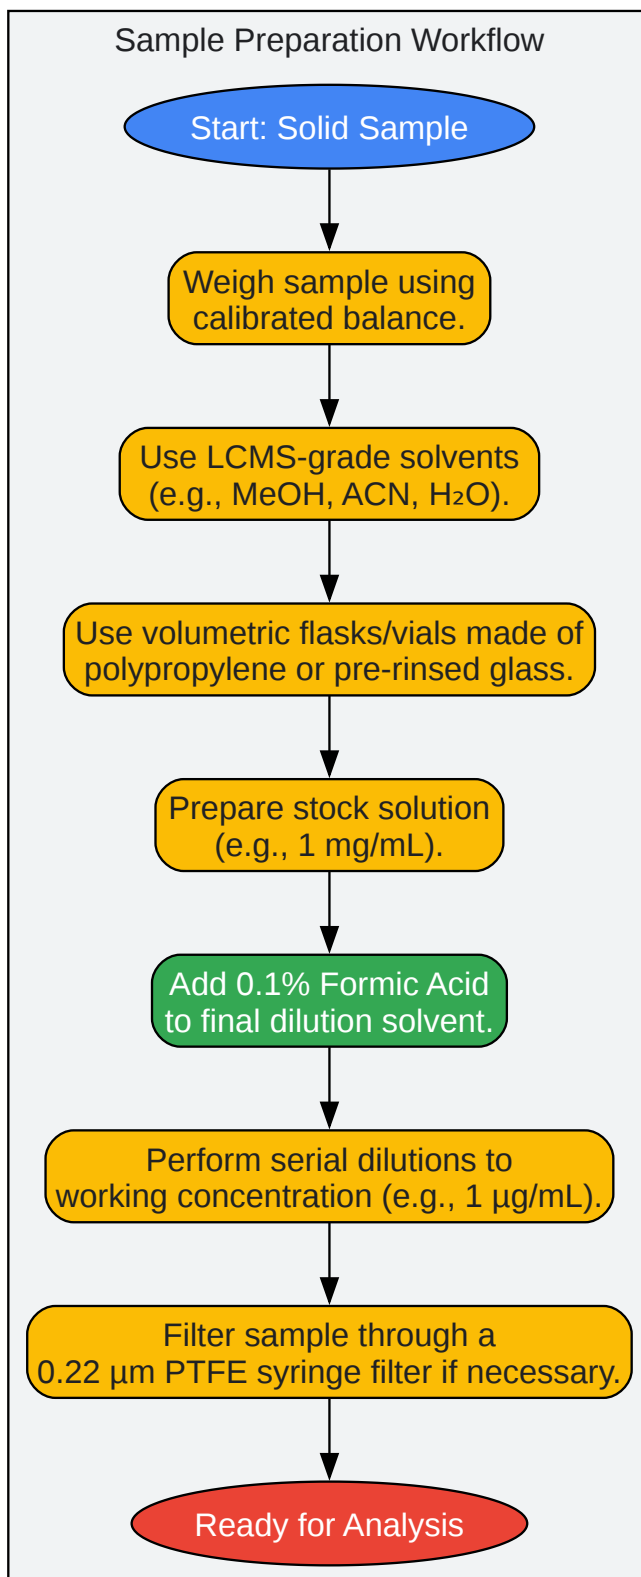 Sample Preparation Workflow
Start: Solid Sample
Weigh sample using
calibrated balance.
Use LCMS-grade solvents
(e.g., MeOH, ACN, H₂O).
Use volumetric flasks/vials made of
polypropylene or pre-rinsed glass.
Prepare stock solution
(e.g., 1 mg/mL).
Add 0.1% Formic Acid
to final dilution solvent.
Perform serial dilutions to
working concentration (e.g., 1 µg/mL).
Filter sample through a
0.22 µm PTFE syringe filter if necessary.
Ready for Analysis